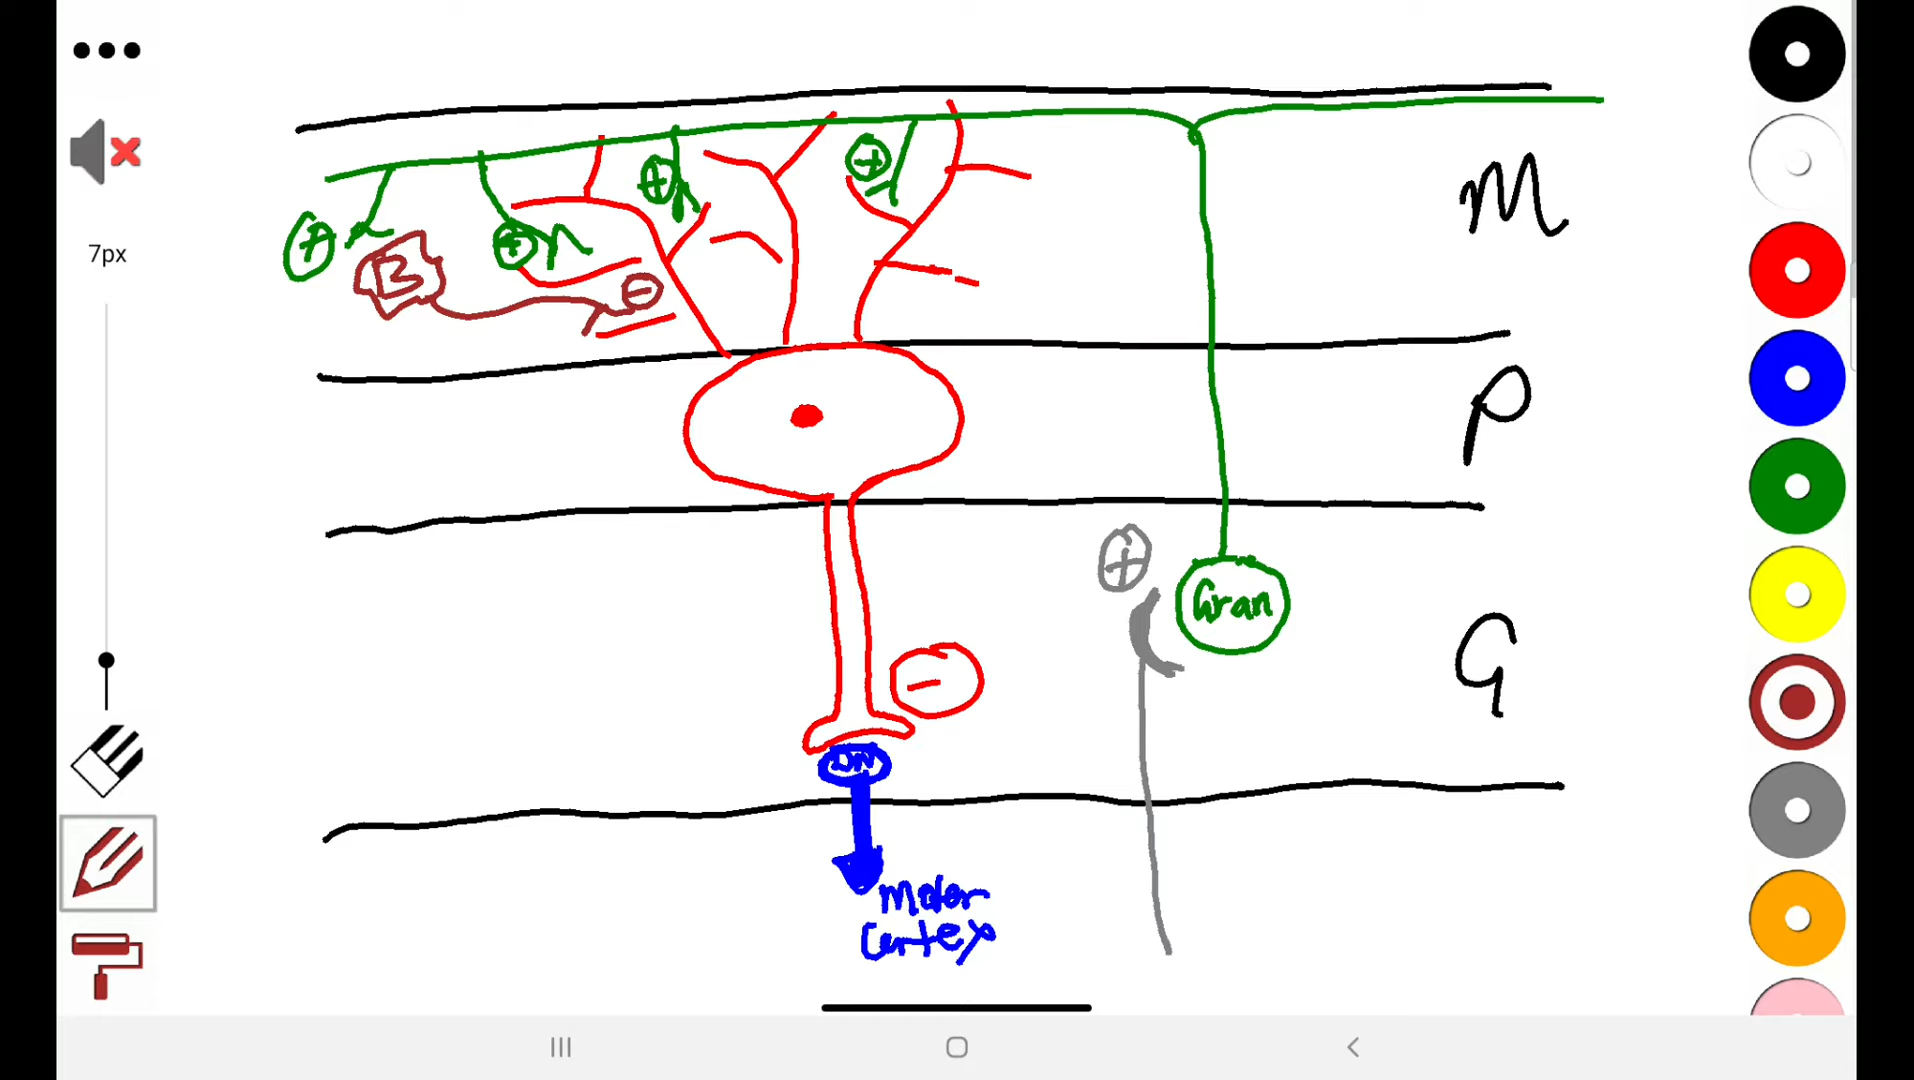 7px
M
+
+
+
+
B
-
P
+
Gran
G
-
DN
Motor
Cortex